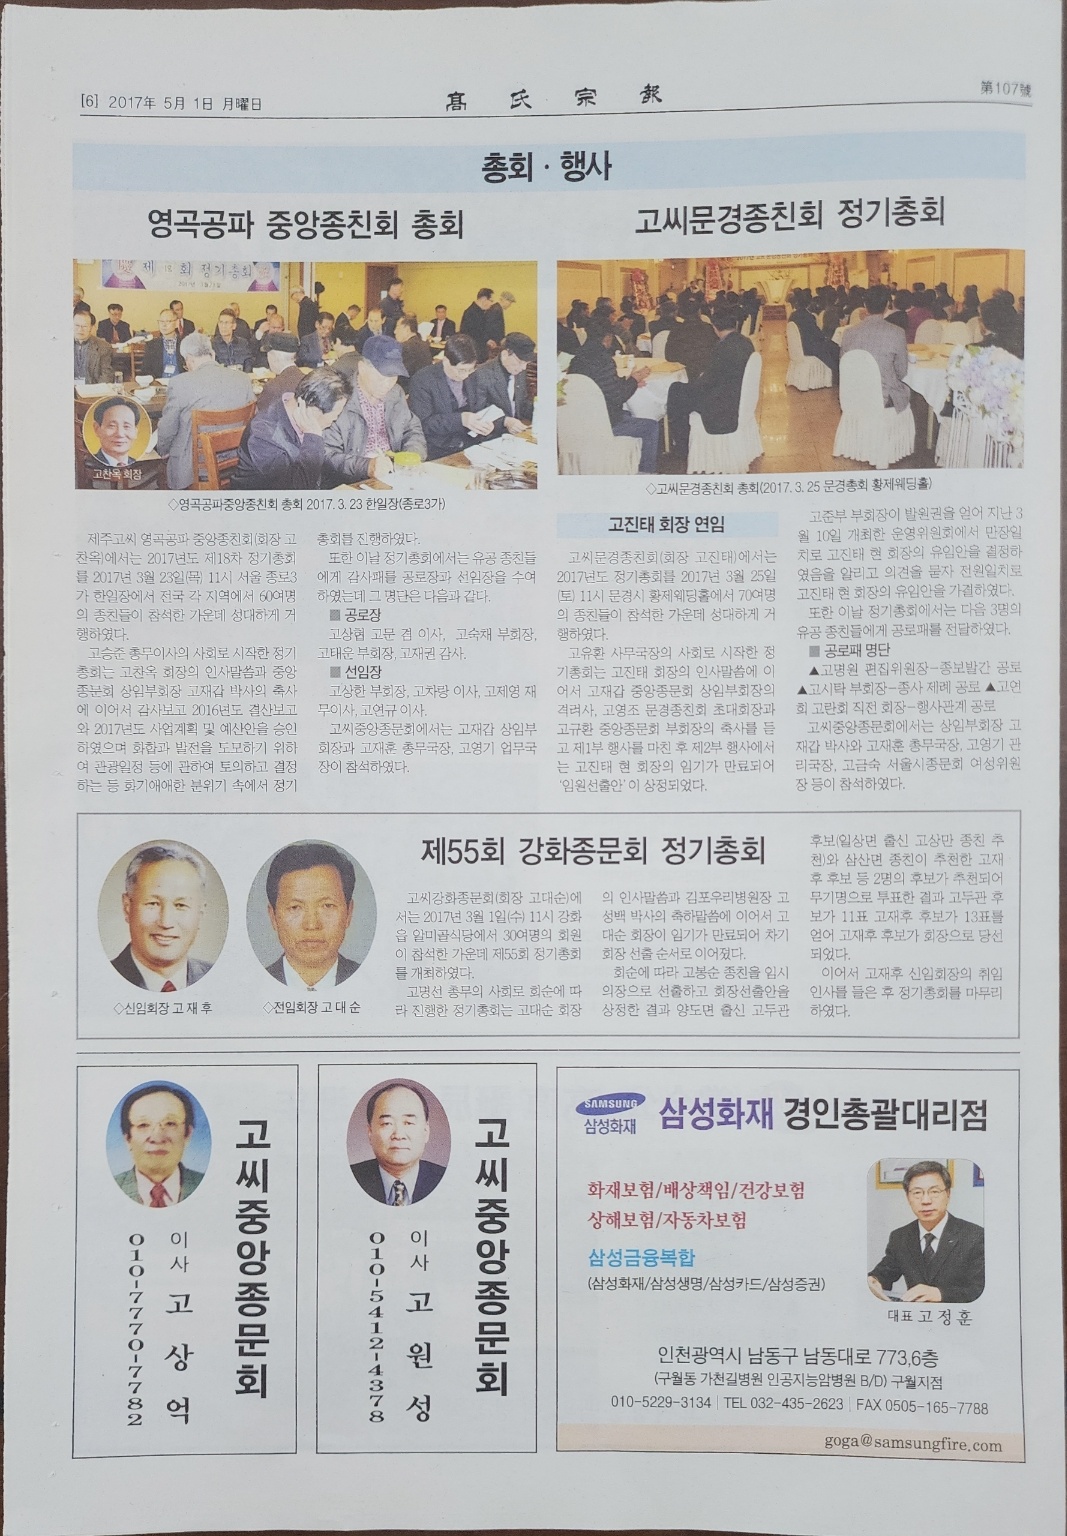 [6] 2017年 5月 1日 月曜日
髙氏宗報
第107號
총회 · 행사
영곡공파 중앙종친회 총회
고찬옥 회장
◇영곡공파중앙종친회 총회 2017. 3. 23 한일장(종로3가)
제주고씨 영곡공파 중앙종친회(회장 고
찬옥)에서는 2017년도 제18차 정기총회
를 2017년 3월 23일(목) 11시 서울 종로3
가 한일장에서 전국 각 지역에서 60여명
의 종친들이 참석한 가운데 성대하게 거
행하였다.
고승준 총무이사의 사회로 시작한 정기
총회는 고찬옥 회장의 인사말씀과 중앙
종문회 상임부회장 고재갑 박사의 축사
에 이어서 감사보고 2016년도 결산보고
와 2017년도 사업계획 및 예산안을 승인
하였으며 화합과 발전을 도모하기 위하
여 관광일정 등에 관하여 토의하고 결정
하는 등 화기애애한 분위기 속에서 정기
총회를 진행하였다.
또한 이날 정기총회에서는 유공 종친들
에게 감사패를 공로장과 선임장을 수여
하였는데 그 명단은 다음과 같다.
■ 공로장
고상협 고문 겸 이사, 고숙채 부회장,
고태운 부회장, 고재권 감사.
■ 선임장
고상한 부회장, 고차량 이사, 고제영 재
무이사, 고연규 이사.
고씨중앙종문회에서는 고재갑 상임부
회장과 고재훈 총무국장, 고영기 업무국
장이 참석하였다.
고씨문경종친회 정기총회
◇고씨문경종친회 총회(2017. 3. 25 문경총회 황제웨딩홀)
고진태 회장 연임
고씨문경종친회(회장 고진태)에서는
2017년도 정기총회를 2017년 3월 25일
(토) 11시 문경시 황제웨딩홀에서 70여명
의 종친들이 참석한 가운데 성대하게 거
행하였다.
고유환 사무국장의 사회로 시작한 정
기총회는 고진태 회장의 인사말씀에 이
어서 고재갑 중앙종문회 상임부회장의
격려사, 고영조 문경종친회 초대회장과
고규환 중앙종문회 부회장의 축사를 듣
고 제1부 행사를 마친 후 제2부 행사에서
는 고진태 현 회장의 임기가 만료되어
'임원선출안'이 상정되었다.
고준부 부회장이 발원권을 얻어 지난 3
월 10일 개최한 운영위원회에서 만장일
치로 고진태 현 회장의 유임안을 결정하
였음을 알리고 의견을 묻자 전원일치로
고진태 현 회장의 유임안을 가결하였다.
또한 이날 정기총회에서는 다음 3명의
유공 종친들에게 공로패를 전달하였다.
■ 공로패 명단
▲고명원 편집위원장–종보발간 공로
▲고시탁 부회장–종사 제례 공로 ▲고연
희 고란회 직전 회장–행사관계 공로
고씨중앙종문회에서는 상임부회장 고
재갑 박사와 고재훈 총무국장, 고영기 관
리국장, 고금숙 서울시종문회 여성위원
장 등이 참석하였다.
◇신임회장 고 재 후
◇전임회장 고 대 순
제55회 강화종문회 정기총회
고씨강화종문회(회장 고대순)에
서는 2017년 3월 1일(수) 11시 강화
읍 알미골식당에서 30여명의 회원
이 참석한 가운데 제55회 정기총회
를 개최하였다.
고명선 총무의 사회로 회순에 따
라 진행한 정기총회는 고대순 회장
의 인사말씀과 김포우리병원장 고
성백 박사의 축하말씀에 이어서 고
대순 회장이 임기가 만료되어 차기
회장 선출 순서로 이어졌다.
회순에 따라 고봉순 종친을 임시
의장으로 선출하고 회장선출안을
상정한 결과 양도면 출신 고두관
후보(일상면 출신 고상만 종친 추
천)와 삼산면 종친이 추천한 고재
후 후보 등 2명의 후보가 추천되어
무기명으로 투표한 결과 고두관 후
보가 11표 고재후 후보가 13표를
얻어 고재후 후보가 회장으로 당선
되었다.
이어서 고재후 신임회장의 취임
인사를 들은 후 정기총회를 마무리
하였다.
고씨중앙종문회
이사 고상억
010-7770-7782
고씨중앙종문회
이사 고원성
010-5412-4378
SAMSUNG
삼성화재
삼성화재 경인총괄대리점
화재보험/배상책임/건강보험
상해보험/자동차보험
삼성금융복합
(삼성화재/삼성생명/삼성카드/삼성증권)
대표 고 정 훈
인천광역시 남동구 남동대로 773,6층
(구월동 가천길병원 인공지능암병원 B/D) 구월지점
010-5229-3134 | TEL 032-435-2623 | FAX 0505-165-7788
goga@samsungfire.com